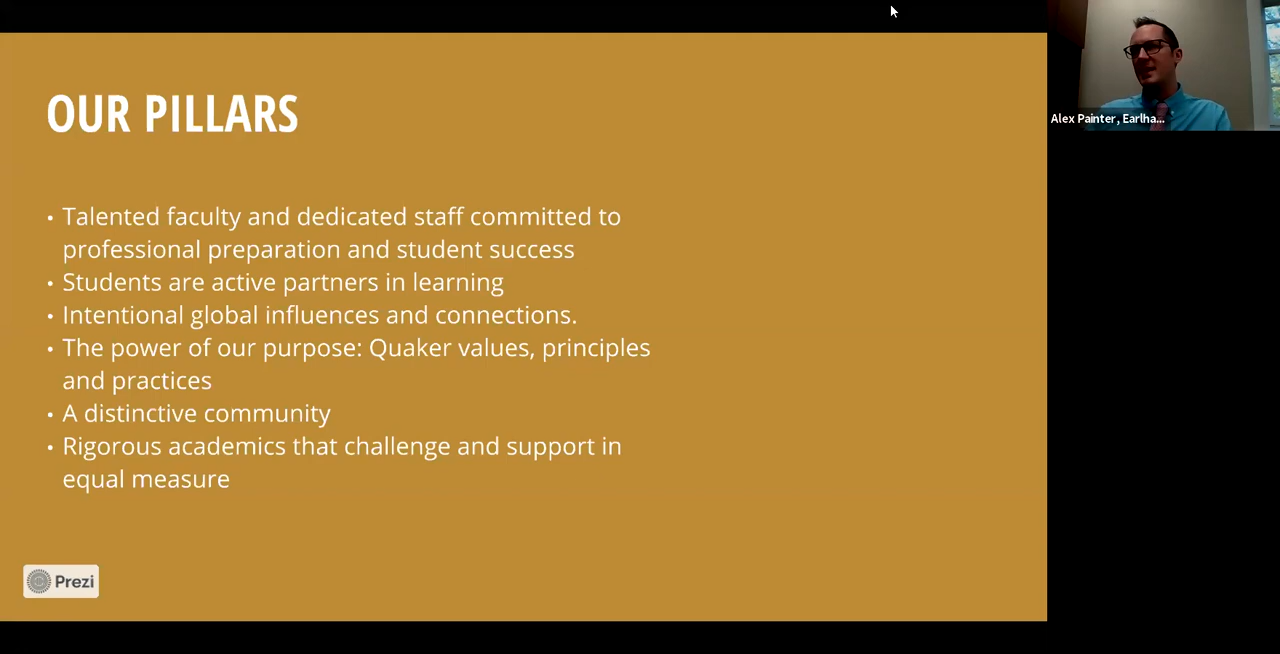 OUR PILLARS
• Talented faculty and dedicated staff committed to
professional preparation and student success
• Students are active partners in learning
• Intentional global influences and connections.
• The power of our purpose: Quaker values, principles
and practices
• A distinctive community
• Rigorous academics that challenge and support in
equal measure
Prezi
Alex Painter, Earlha...